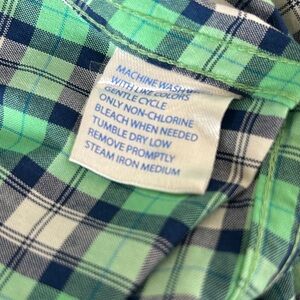 MACHINE WASH
WITH LIKE COLORS
GENTLE CYCLE
ONLY NON-CHLORINE
BLEACH WHEN NEEDED
TUMBLE DRY LOW
REMOVE PROMPTLY
STEAM IRON MEDIUM